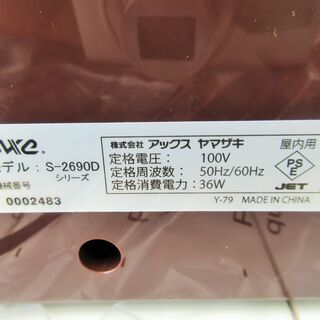 モデル：S-2690D
シリーズ
機械番号
0002483
株式会社 アックス ヤマザキ
定格電圧： 100V
定格周波数： 50Hz/60Hz
定格消費電力： 36W
屋内用
PSE
JET
Y-79 MADE IN CHINA